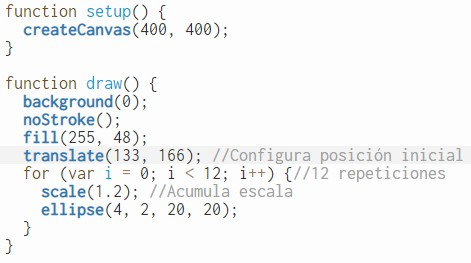 function setup() {
  createCanvas(400, 400);
}

function draw() {
  background(0);
  noStroke();
  fill(255, 48);
  translate(133, 166); //Configura posición inicial
  for (var i = 0; i < 12; i++) {//12 repeticiones
    scale(1.2); //Acumula escala
    ellipse(4, 2, 20, 20);
  }
}